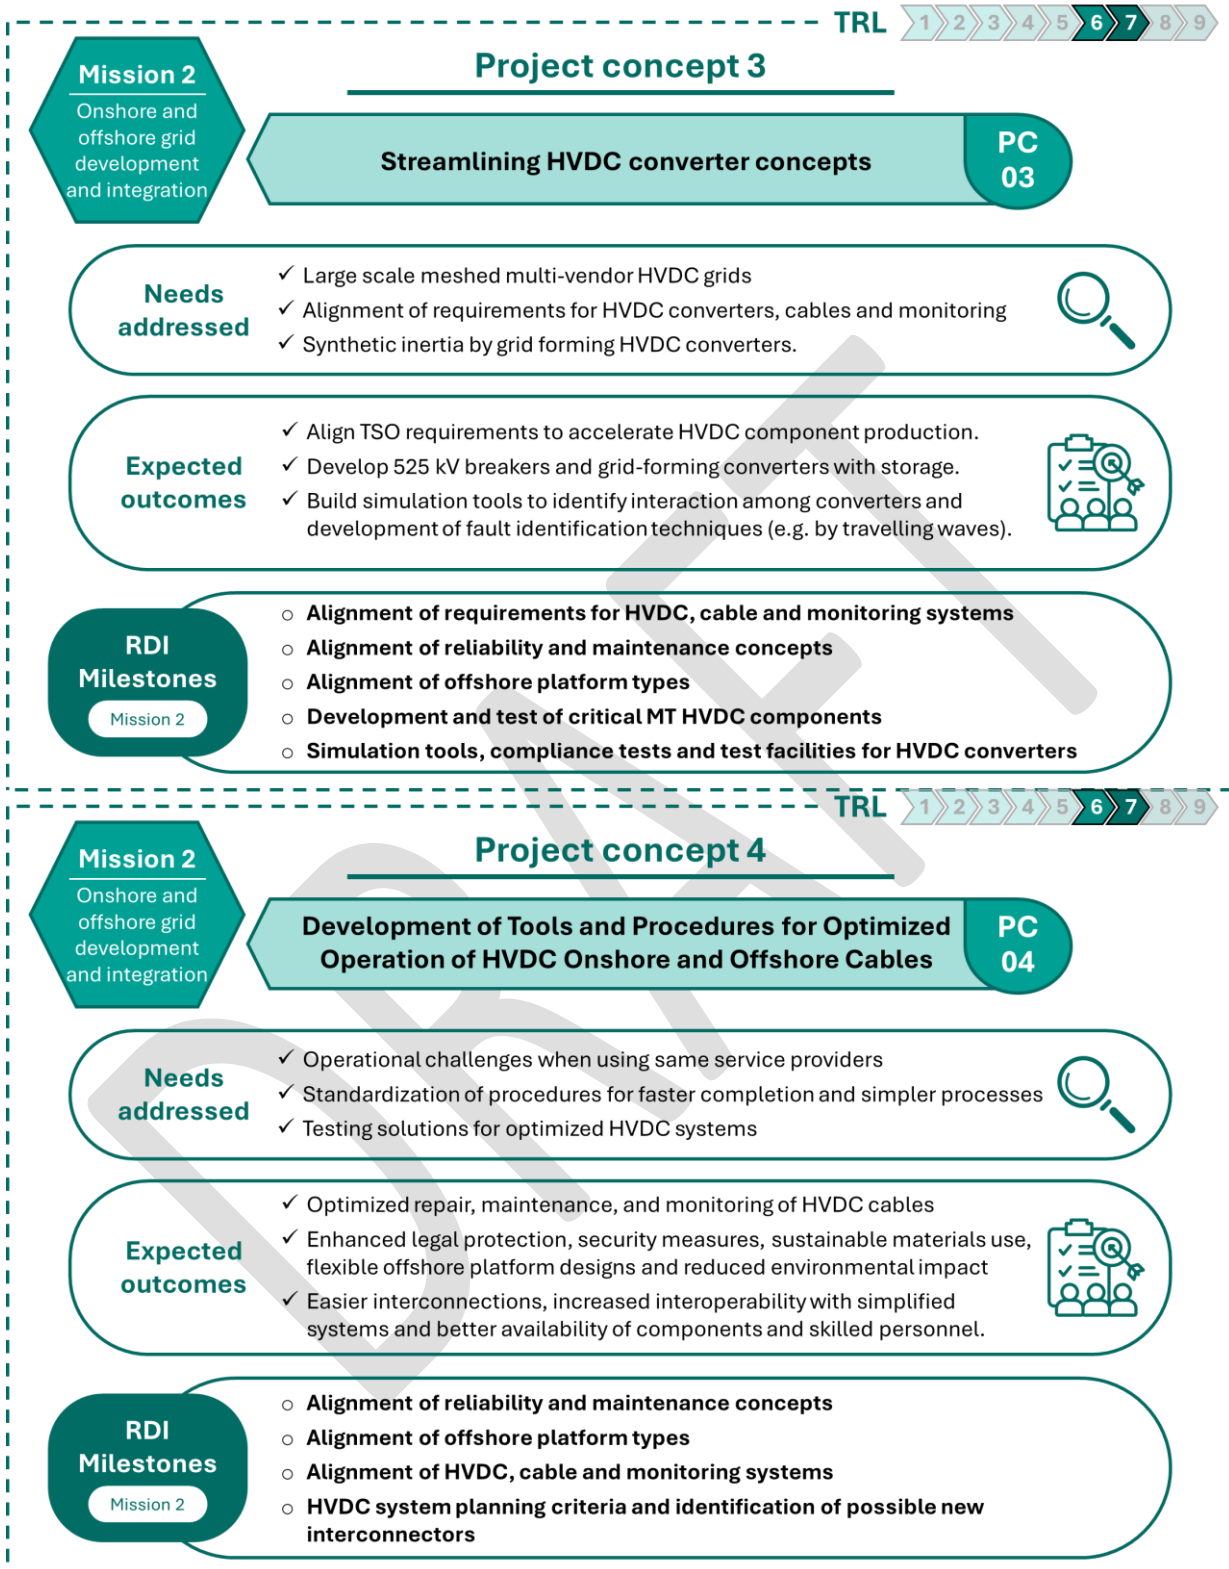 TRL 1 2 3 4 5 6 7 8 9
Mission 2
Onshore and
offshore grid
development
and integration
Project concept 3
Streamlining HVDC converter concepts
PC
03
Needs
addressed
✓ Large scale meshed multi-vendor HVDC grids
✓ Alignment of requirements for HVDC converters, cables and monitoring
✓ Synthetic inertia by grid forming HVDC converters.
Expected
outcomes
✓ Align TSO requirements to accelerate HVDC component production.
✓ Develop 525 kV breakers and grid-forming converters with storage.
✓ Build simulation tools to identify interaction among converters and
development of fault identification techniques (e.g. by travelling waves).
RDI
Milestones
Mission 2
○ Alignment of requirements for HVDC, cable and monitoring systems
○ Alignment of reliability and maintenance concepts
○ Alignment of offshore platform types
○ Development and test of critical MT HVDC components
○ Simulation tools, compliance tests and test facilities for HVDC converters
TRL 1 2 3 4 5 6 7 8 9
Mission 2
Onshore and
offshore grid
development
and integration
Project concept 4
Development of Tools and Procedures for Optimized
Operation of HVDC Onshore and Offshore Cables
PC
04
Needs
addressed
✓ Operational challenges when using same service providers
✓ Standardization of procedures for faster completion and simpler processes
✓ Testing solutions for optimized HVDC systems
Expected
outcomes
✓ Optimized repair, maintenance, and monitoring of HVDC cables
✓ Enhanced legal protection, security measures, sustainable materials use,
flexible offshore platform designs and reduced environmental impact
✓ Easier interconnections, increased interoperability with simplified
systems and better availability of components and skilled personnel.
RDI
Milestones
Mission 2
○ Alignment of reliability and maintenance concepts
○ Alignment of offshore platform types
○ Alignment of HVDC, cable and monitoring systems
○ HVDC system planning criteria and identification of possible new
interconnectors
DRAFT